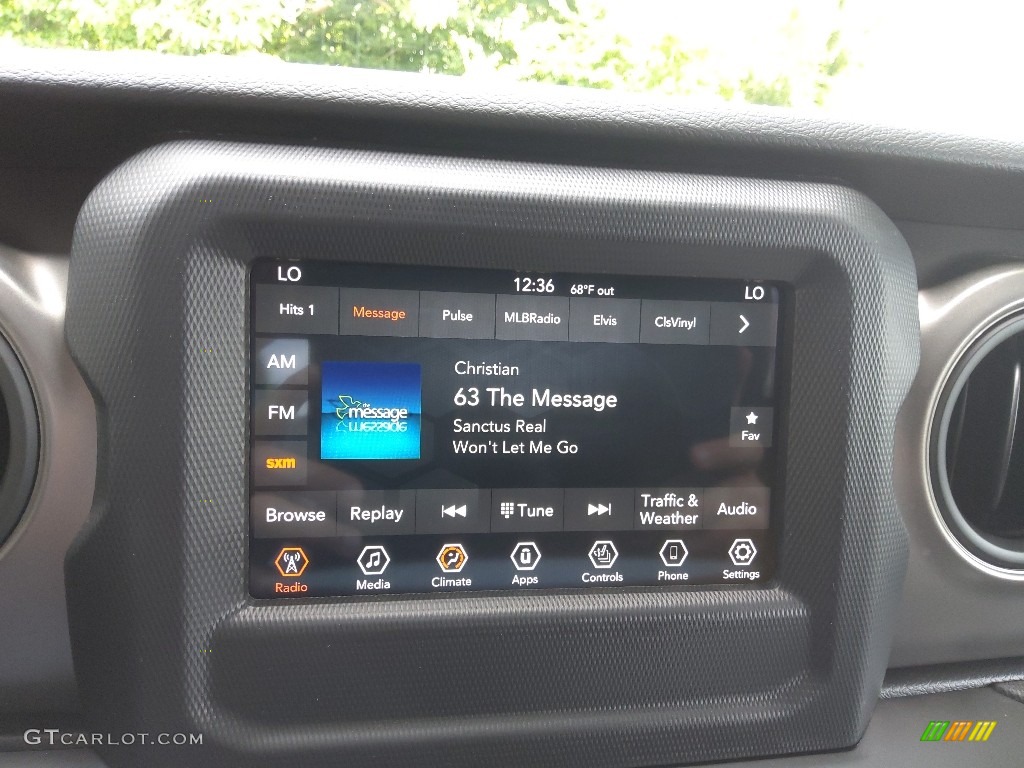 LO 12:36 68°F out LO
Hits 1 Message Pulse MLBRadio Elvis ClsVinyl
AM
Christian
63 The Message
the message
FM
Sanctus Real
Won't Let Me Go
Fav
sxm
Browse Replay Tune Traffic & Weather Audio
Radio Media Climate Apps Controls Phone Settings
GTCARLOT.COM